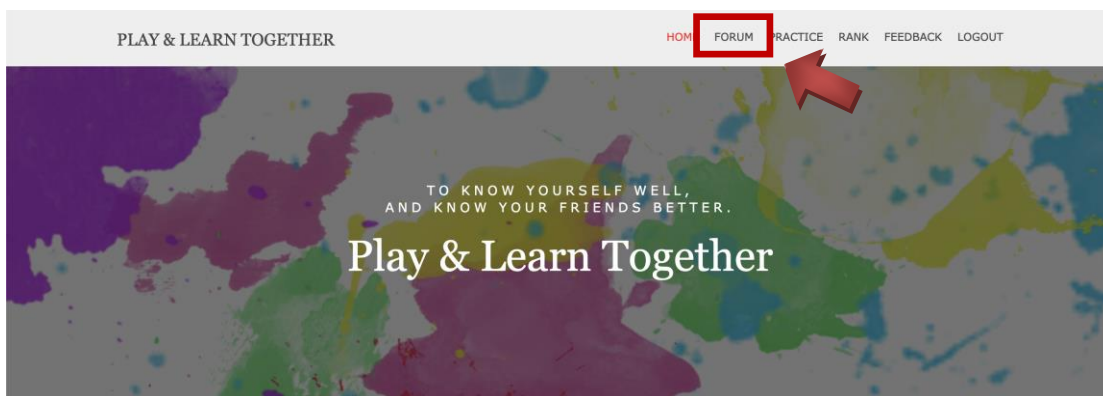 PLAY & LEARN TOGETHER
HOM FORUM PRACTICE RANK FEEDBACK LOGOUT
TO KNOW YOURSELF WELL,
AND KNOW YOUR FRIENDS BETTER.
Play & Learn Together